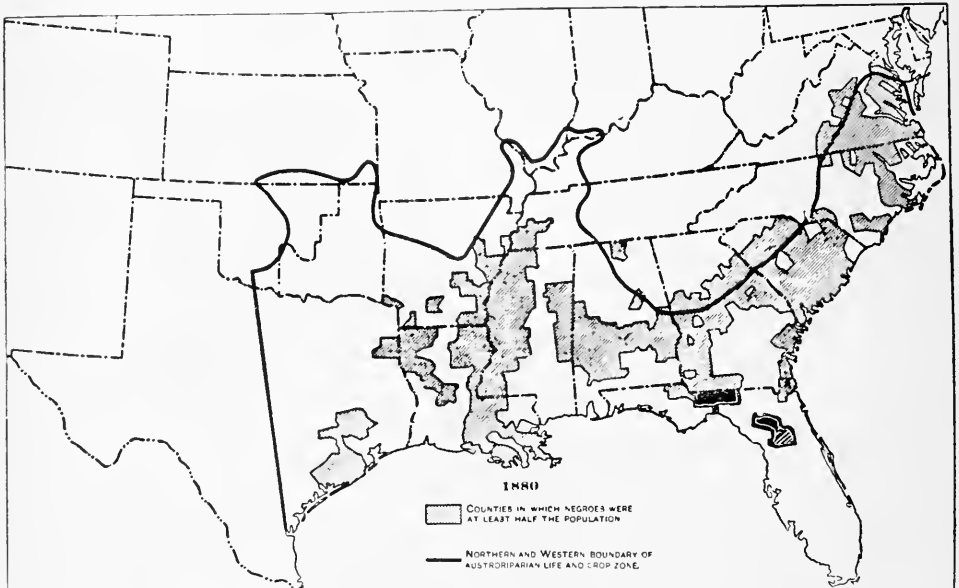 1880
COUNTIES IN WHICH NEGROES WERE
AT LEAST HALF THE POPULATION
NORTHERN AND WESTERN BOUNDARY OF
AUSTRORIPARIAN LIFE AND CROP ZONE.